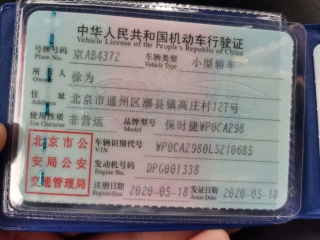 中华人民共和国机动车行驶证
Vehicle License of the People's Republic of China
号牌号码 京AB4372 车辆类型 小型轿车
Plate No. Vehicle Type
所有人 徐为
Owner
住址 北京市通州区漷县镇高庄村127号
Address
使用性质 非营运 品牌型号 保时捷WP0CA298
Use Character Model
北京市公 车辆识别代号 WP0CA2980LS210685
安局公安 VIN
交通管理局 发动机号码 DPG001338
Engine No.
注册日期 2020-05-18 发证日期 2020-05-18
Register Date Issue Date